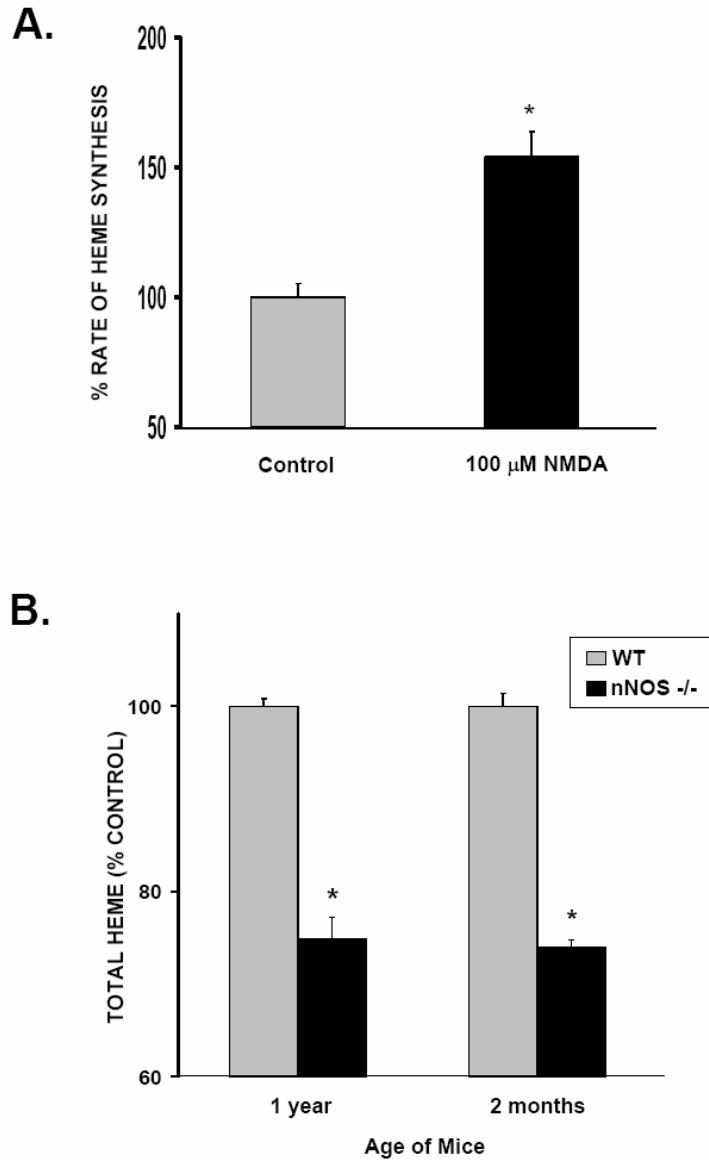 A.
% RATE OF HEME SYNTHESIS
200
150
100
50
*
Control
100 μM NMDA
B.
TOTAL HEME (% CONTROL)
100
80
60
WT
nNOS -/-
*
*
1 year
2 months
Age of Mice